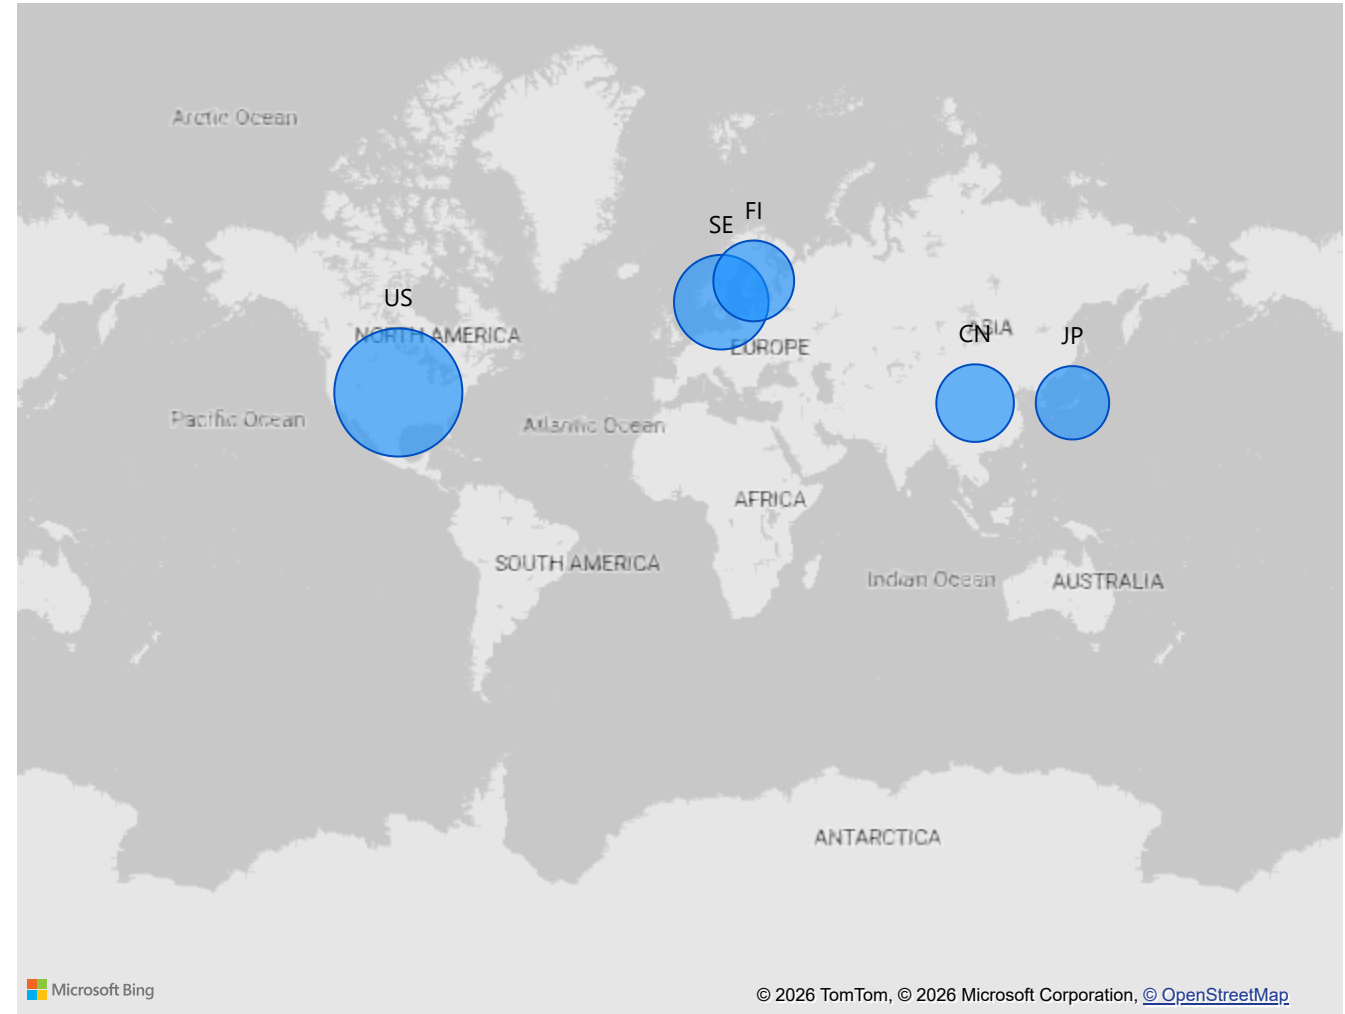 Arctic Ocean
FI
SE
US
NORTH AMERICA
ASIA
CN
JP
EUROPE
Pacific Ocean
Atlantic Ocean
AFRICA
SOUTH AMERICA
Indian Ocean
AUSTRALIA
ANTARCTICA
Microsoft Bing
© 2026 TomTom, © 2026 Microsoft Corporation, © OpenStreetMap